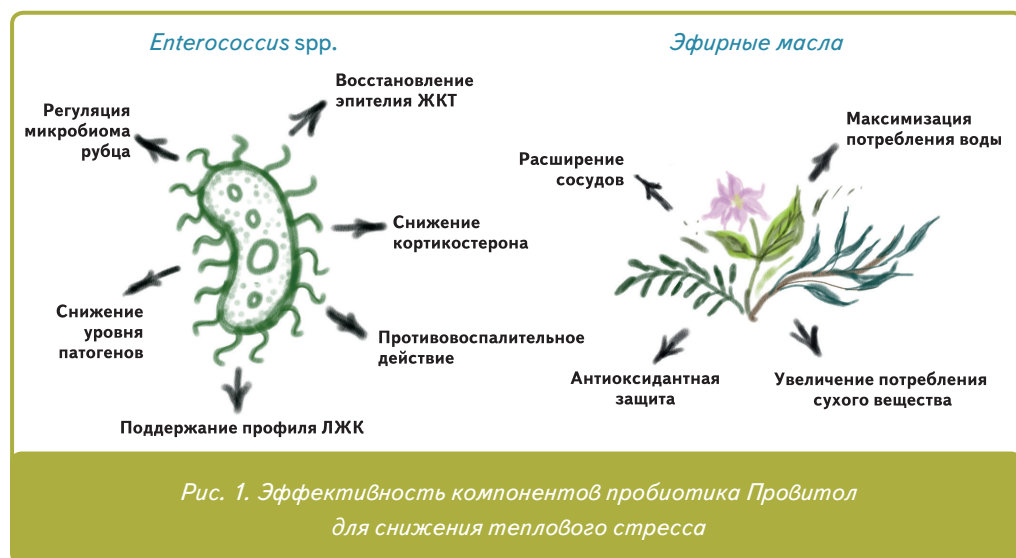 Enterococcus spp.
Регуляция
микробиома
рубца
Восстановление
эпителия ЖКТ
Снижение
кортикостерона
Снижение
уровня
патогенов
Противовоспалительное
действие
Поддержание профиля ЛЖК
Эфирные масла
Расширение
сосудов
Максимизация
потребления воды
Антиоксидантная
защита
Увеличение потребления
сухого вещества
Рис. 1. Эффективность компонентов пробиотика Провитол
для снижения теплового стресса